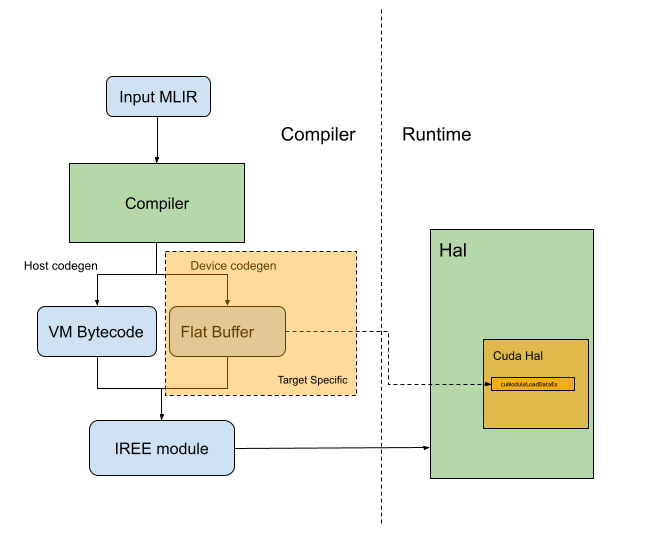 Input MLIR
Compiler
Runtime
Compiler
Hal
Host codegen
Device codegen
VM Bytecode
Flat Buffer
Cuda Hal
cuModuleLoadDataEx
Target Specific
IREE module